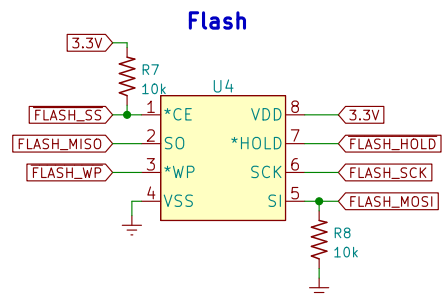 Flash
3.3V
R7
10k
U4
FLASH_SS 1 *CE VDD 8 3.3V
FLASH_MISO 2 SO *HOLD 7 FLASH_HOLD
FLASH_WP 3 *WP SCK 6 FLASH_SCK
4 VSS SI 5 FLASH_MOSI
R8
10k